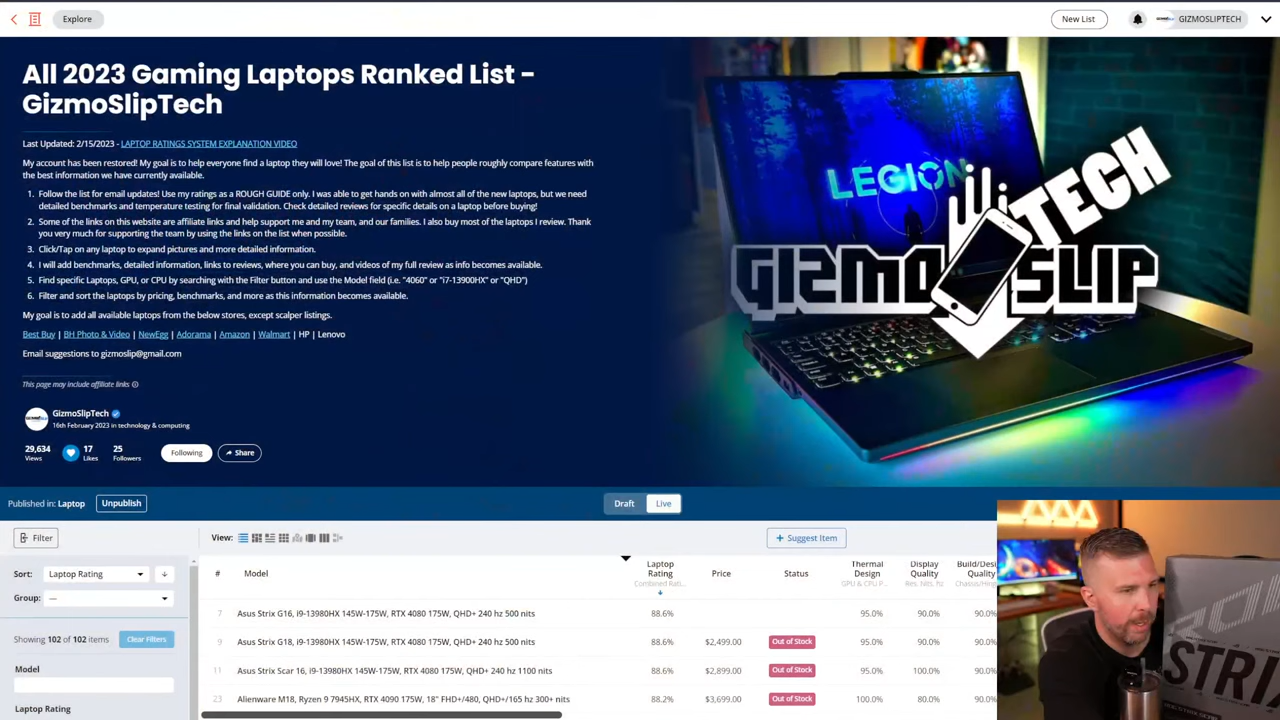 Explore
New List
GIZMOSLIPTECH
All 2023 Gaming Laptops Ranked List -
GizmoSlipTech
Last Updated: 2/15/2023 - LAPTOP RATINGS SYSTEM EXPLANATION VIDEO
My account has been restored! My goal is to help everyone find a laptop they will love! The goal of this list is to help people roughly compare features with
the best information we have currently available.
1. Follow the list for email updates! Use my ratings as a ROUGH GUIDE only. I was able to get hands on with almost all of the new laptops, but we need
detailed benchmarks and temperature testing for final validation. Check detailed reviews for specific details on a laptop before buying!
2. Some of the links on this website are affiliate links and help support me and my team, and our families. I also buy most of the laptops I review. Thank
you very much for supporting the team by using the links on the list when possible.
3. Click/Tap on any laptop to expand pictures and more detailed information.
4. I will add benchmarks, detailed information, links to reviews, where you can buy, and videos of my full review as info becomes available.
5. Find specific Laptops, GPU, or CPU by searching with the Filter button and use the Model field (i.e. "4060" or "i7-13900HX" or "QHD")
6. Filter and sort the laptops by pricing, benchmarks, and more as this information becomes available.
My goal is to add all available laptops from the below stores, except scalper listings.
Best Buy | BH Photo & Video | NewEgg | Adorama | Amazon | Walmart | HP | Lenovo
Email suggestions to gizmoslip@gmail.com
This page may include affiliate links
GizmoSlipTech
16th February 2023 in technology & computing
29,634 17 25
Views Likes Followers
Following Share
LEGION
TECH
GIZMO SLIP
Published in: Laptop Unpublish Draft Live
Filter View: + Suggest Item
Sort: Laptop Rating
Group: —
Showing 102 of 102 items Clear Filters
Model
Laptop Rating
# Model Laptop Rating Price Status Thermal Design Display Quality Build/Desi Quality
Combined Rati... GPU & CPU P... Res. nits. hz Chassis/Hing
7 Asus Strix G16, i9-13980HX 145W-175W, RTX 4080 175W, QHD+ 240 hz 500 nits 88.6% 95.0% 90.0% 90.0%
9 Asus Strix G18, i9-13980HX 145W-175W, RTX 4080 175W, QHD+ 240 hz 500 nits 88.6% $2,499.00 Out of Stock 95.0% 90.0% 90.0%
11 Asus Strix Scar 16, i9-13980HX 145W-175W, RTX 4080 175W, QHD+ 240 hz 1100 nits 88.6% $2,899.00 Out of Stock 95.0% 100.0% 90.0%
23 Alienware M18, Ryzen 9 7945HX, RTX 4090 175W, 18" FHD+/480, QHD+/165 hz 300+ nits 88.2% $3,699.00 Out of Stock 100.0% 80.0% 90.0%
STRI